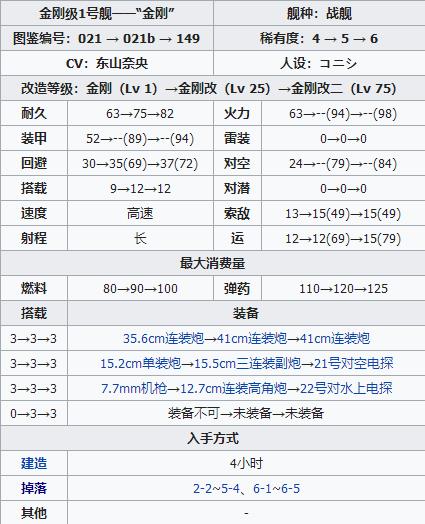 金刚级1号舰——“金刚” 舰种：战舰
图鉴编号：021 → 021b → 149 稀有度：4 → 5 → 6
CV：东山奈央 人设：コニシ
改造等级：金刚（Lv 1）→金刚改（Lv 25）→金刚改二（Lv 75）
耐久 63→75→82 火力 63→--(94)→--(98)
装甲 52→--(89)→--(94) 雷装 0→0→0
回避 30→35(69)→37(72) 对空 24→--(79)→--(84)
搭载 9→12→12 对潜 0→0→0
速度 高速 索敌 13→15(49)→15(49)
射程 长 运 12→12(69)→15(79)
最大消费量
燃料 80→90→100 弹药 110→120→125
搭载 装备
3→3→3 35.6cm连装炮→41cm连装炮→41cm连装炮
3→3→3 15.2cm单装炮→15.5cm三连装副炮→21号对空电探
3→3→3 7.7mm机枪→12.7cm连装高角炮→22号对水上电探
0→3→3 装备不可→未装备→未装备
入手方式
建造 4小时
掉落 2-2~5-4、6-1~6-5
其他 -